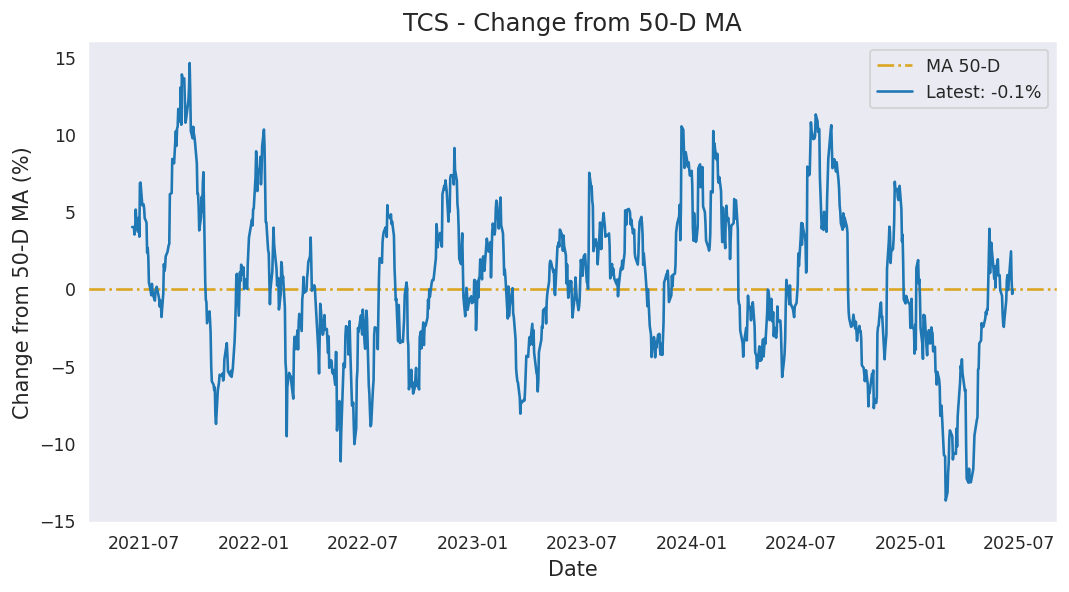 TCS - Change from 50-D MA
MA 50-D
Latest: -0.1%
Change from 50-D MA (%)
15
10
5
0
−5
−10
−15
2021-07 2022-01 2022-07 2023-01 2023-07 2024-01 2024-07 2025-01 2025-07
Date